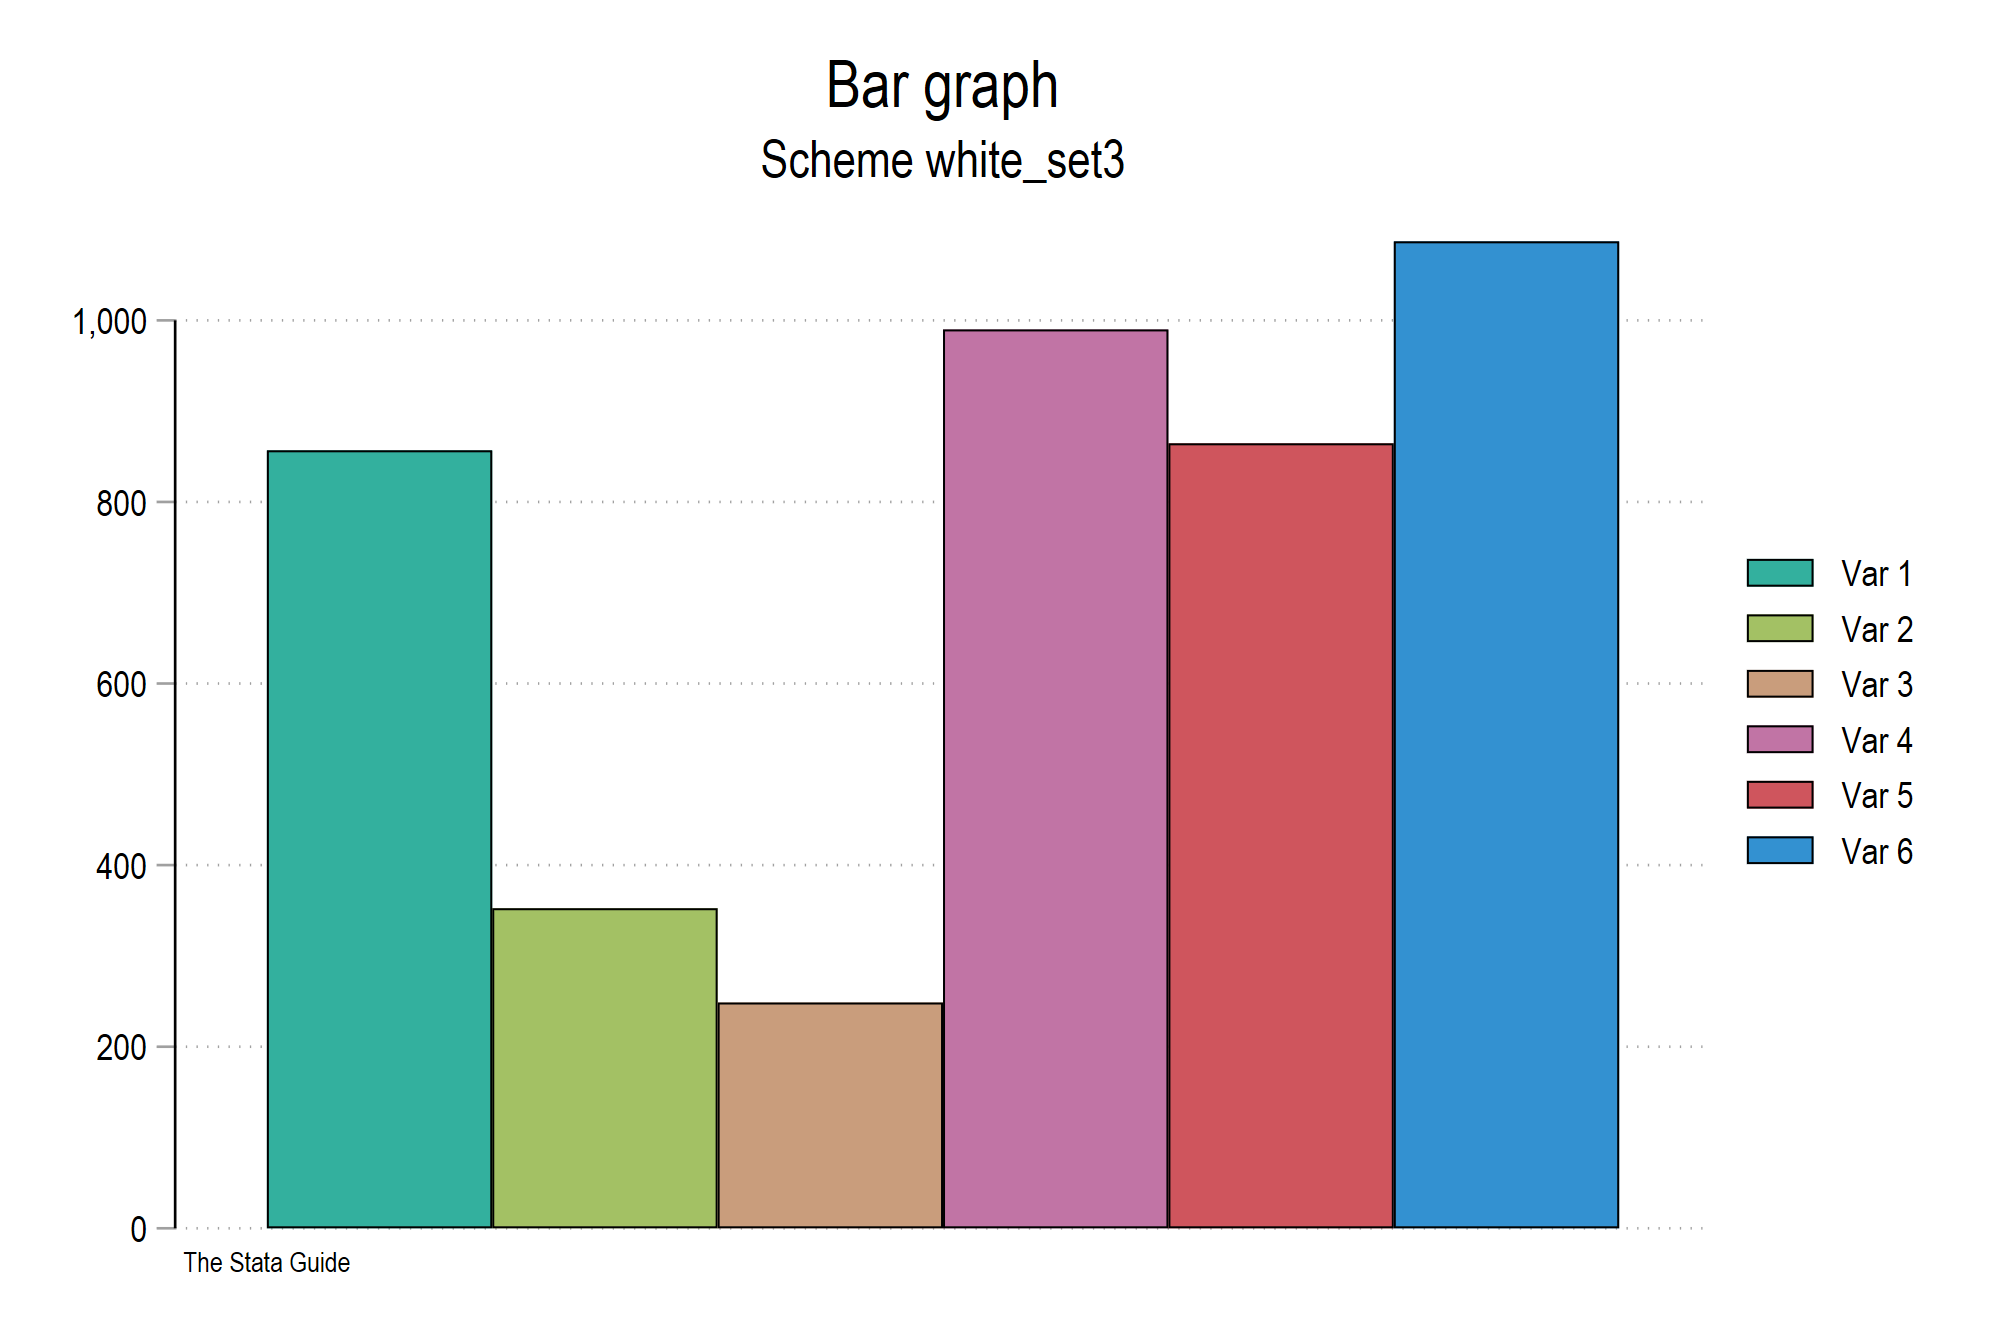 Bar graph
Scheme white_set3
1,000
800
600
400
200
0
Var 1
Var 2
Var 3
Var 4
Var 5
Var 6
The Stata Guide